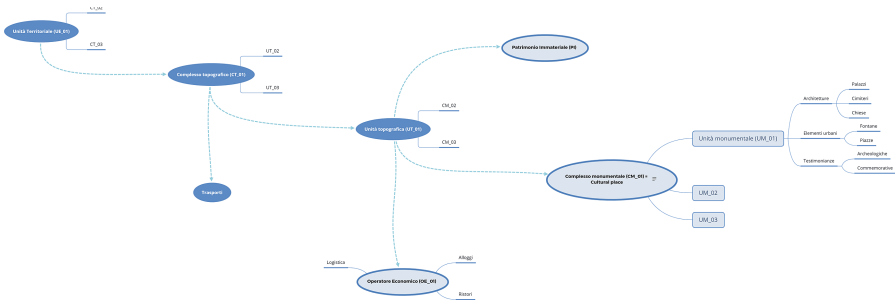 CT_02
Unità Territoriale (Ut_01)
CT_03
Complesso topografico (CT_01)
UT_02
UT_03
Trasporti
Patrimonio Immateriale (PI)
Unità topografica (UT_01)
CM_02
CM_03
Complesso monumentale (CM_01) =
Cultural place
Unità monumentale (UM_01)
UM_02
UM_03
Architetture
Palazzi
Cimiteri
Chiese
Elementi urbani
Fontane
Piazze
Testimonianze
Archeologiche
Commemorative
Logistica
Operatore Economico (OE_01)
Alloggi
Ristori